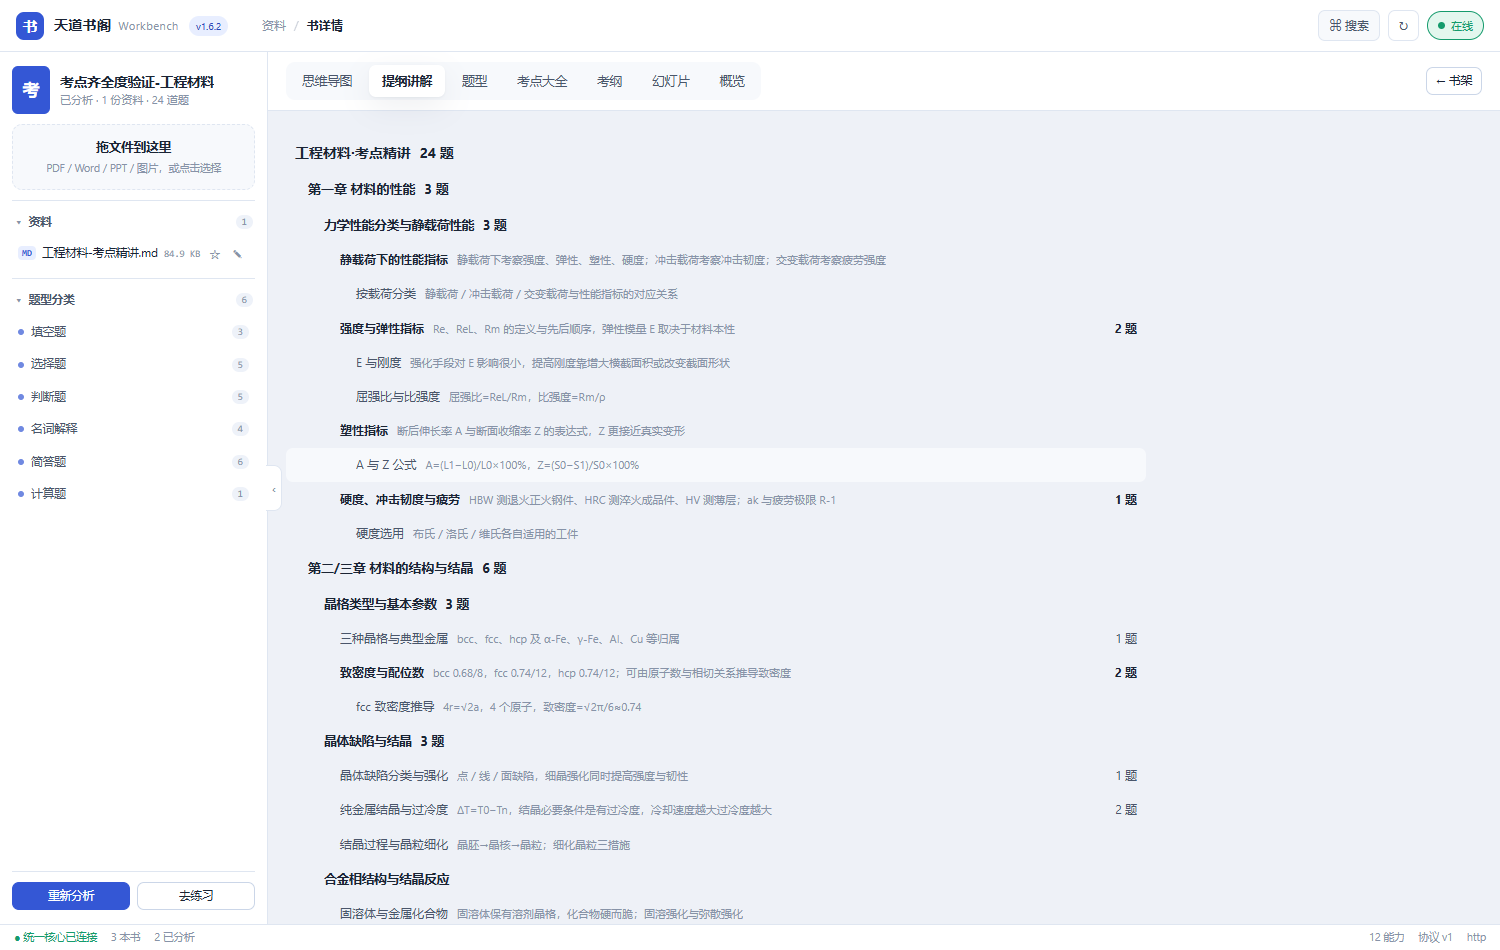 书 天道书阁 Workbench v1.6.2 资料 / 书详情 ⌘ 搜索 ↻ 在线
考 考点齐全度验证-工程材料
已分析 · 1 份资料 · 24 道题
拖文件到这里
PDF / Word / PPT / 图片，或点击选择
资料 1
MD 工程材料-考点精讲.md 84.9 KB ☆ ✎
题型分类 6
填空题 3
选择题 5
判断题 5
名词解释 4
简答题 6
计算题 1
重新分析 去练习
思维导图 提纲讲解 题型 考点大全 考纲 幻灯片 概览 ← 书架
工程材料·考点精讲 24 题
第一章 材料的性能 3 题
力学性能分类与静载荷性能 3 题
静载荷下的性能指标 静载荷下考察强度、弹性、塑性、硬度；冲击载荷考察冲击韧度；交变载荷考察疲劳强度
按载荷分类 静载荷 / 冲击载荷 / 交变载荷与性能指标的对应关系
强度与弹性指标 Re、ReL、Rm 的定义与先后顺序，弹性模量 E 取决于材料本性 2 题
E 与刚度 强化手段对 E 影响很小，提高刚度靠增大横截面积或改变截面形状
屈强比与比强度 屈强比=ReL/Rm，比强度=Rm/ρ
塑性指标 断后伸长率 A 与断面收缩率 Z 的表达式，Z 更接近真实变形
A 与 Z 公式 A=(L1−L0)/L0×100%，Z=(S0−S1)/S0×100%
硬度、冲击韧度与疲劳 HBW 测退火正火钢件、HRC 测淬火成品件、HV 测薄层；ak 与疲劳极限 R-1 1 题
硬度选用 布氏 / 洛氏 / 维氏各自适用的工件
第二/三章 材料的结构与结晶 6 题
晶格类型与基本参数 3 题
三种晶格与典型金属 bcc、fcc、hcp 及 α-Fe、γ-Fe、Al、Cu 等归属 1 题
致密度与配位数 bcc 0.68/8，fcc 0.74/12，hcp 0.74/12；可由原子数与相切关系推导致密度 2 题
fcc 致密度推导 4r=√2a，4 个原子，致密度=√2π/6≈0.74
晶体缺陷与结晶 3 题
晶体缺陷分类与强化 点 / 线 / 面缺陷，细晶强化同时提高强度与韧性 1 题
纯金属结晶与过冷度 ΔT=T0−Tn，结晶必要条件是有过冷度，冷却速度越大过冷度越大 2 题
结晶过程与晶粒细化 晶胚→晶核→晶粒；细化晶粒三措施
合金相结构与结晶反应
固溶体与金属化合物 固溶体保有溶剂晶格，化合物硬而脆；固溶强化与弥散强化
统一核心已连接 3 本书 2 已分析 12 能力 协议 v1 http